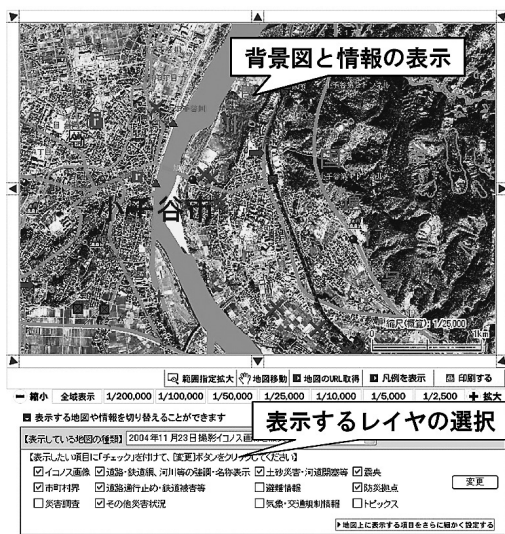 背景図と情報の表示
小千谷市
縮尺(概算): 1/25,000
1km
範囲指定拡大 地図移動 地図のURL取得 凡例を表示 印刷する
縮小 全域表示 1/200,000 1/100,000 1/50,000 1/25,000 1/10,000 1/5,000 1/2,500 拡大
表示する地図や情報を切り替えることができます
表示するレイヤの選択
【表示している地図の種類】 2004年11月23日撮影イコノス画
【表示したい項目に「チェック」を付けて、[変更]ボタンをクリックしてください】
イコノス画像 道路・鉄道網、河川等の強調・名称表示 土砂災害・河道閉塞等 震央
市町村界 道路通行止め・鉄道被害等 避難情報 防災拠点 変更
災害調査 その他災害状況 気象・交通規制情報 トピックス
地図上に表示する項目をさらに細かく設定する